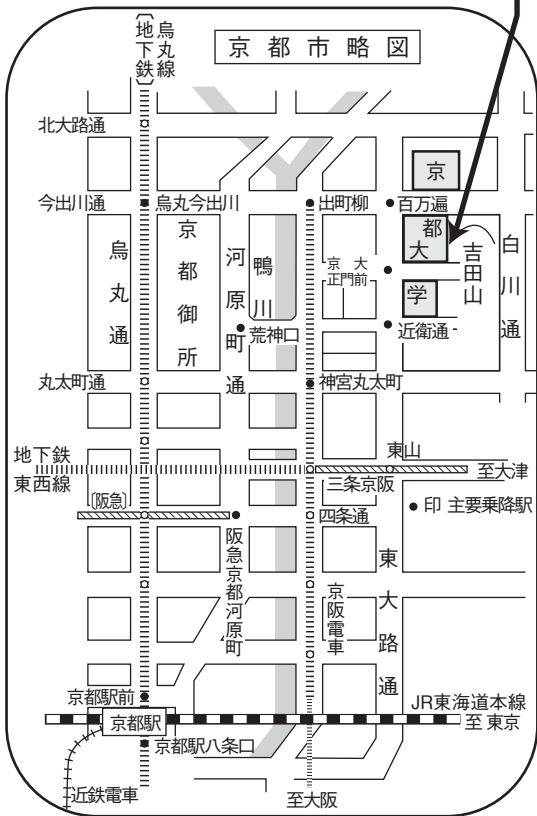 京都市略図
地下鉄
烏丸線
北大路通
京
今出川通
烏丸今出川
出町柳
百万遍
都
大
学
吉田山
白川通
烏丸通
京都御所
河原町通
鴨川
京大
正門前
荒神口
近衛通
丸太町通
神宮丸太町
地下鉄
東西線
東山
至大津
三条京阪
(阪急)
四条通
印 主要乗降駅
阪急京都河原町
京阪電車
東大路通
京都駅前
JR東海道本線
京都駅
至東京
京都駅八条口
近鉄電車
至大阪